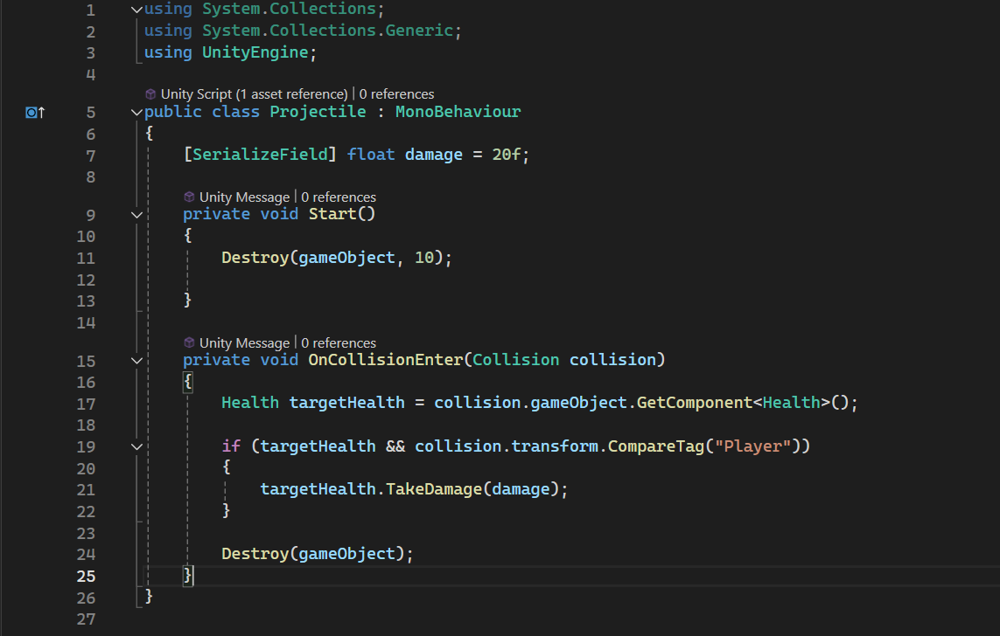 1 using System.Collections;
2 using System.Collections.Generic;
3 using UnityEngine;
4
Unity Script (1 asset reference) | 0 references
5 public class Projectile : MonoBehaviour
6 {
7 [SerializeField] float damage = 20f;
8
Unity Message | 0 references
9 private void Start()
10 {
11 Destroy(gameObject, 10);
12
13 }
14
Unity Message | 0 references
15 private void OnCollisionEnter(Collision collision)
16 {
17 Health targetHealth = collision.gameObject.GetComponent<Health>();
18
19 if (targetHealth && collision.transform.CompareTag("Player"))
20 {
21 targetHealth.TakeDamage(damage);
22 }
23
24 Destroy(gameObject);
25 }
26 }
27